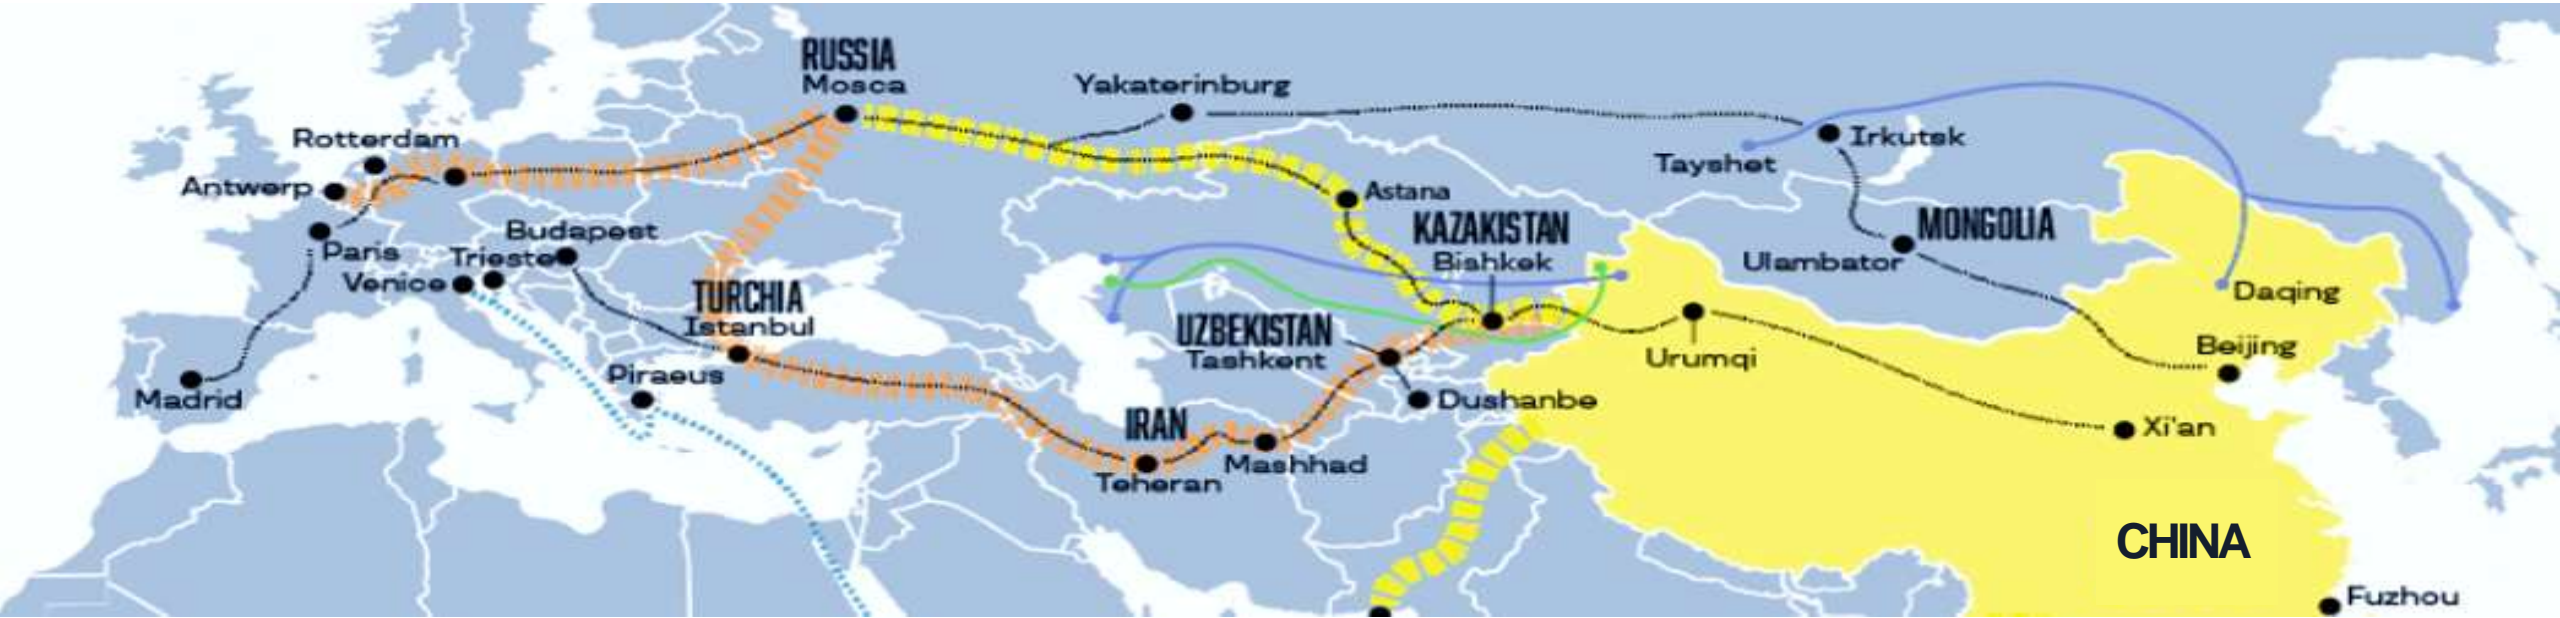 RUSSIA
Mosca
Yakaterinburg
Rotterdam
Irkutsk
Tayshet
Antwerp
Astana
KAZAKISTAN
Bishkek
MONGOLIA
Ulambator
Budapest
Paris
Trieste
Venice
TURCHIA
Istanbul
Daqing
UZBEKISTAN
Tashkent
Urumqi
Beijing
Piraeus
Madrid
Dushanbe
IRAN
Teheran
Mashhad
Xi'an
CHINA
Fuzhou